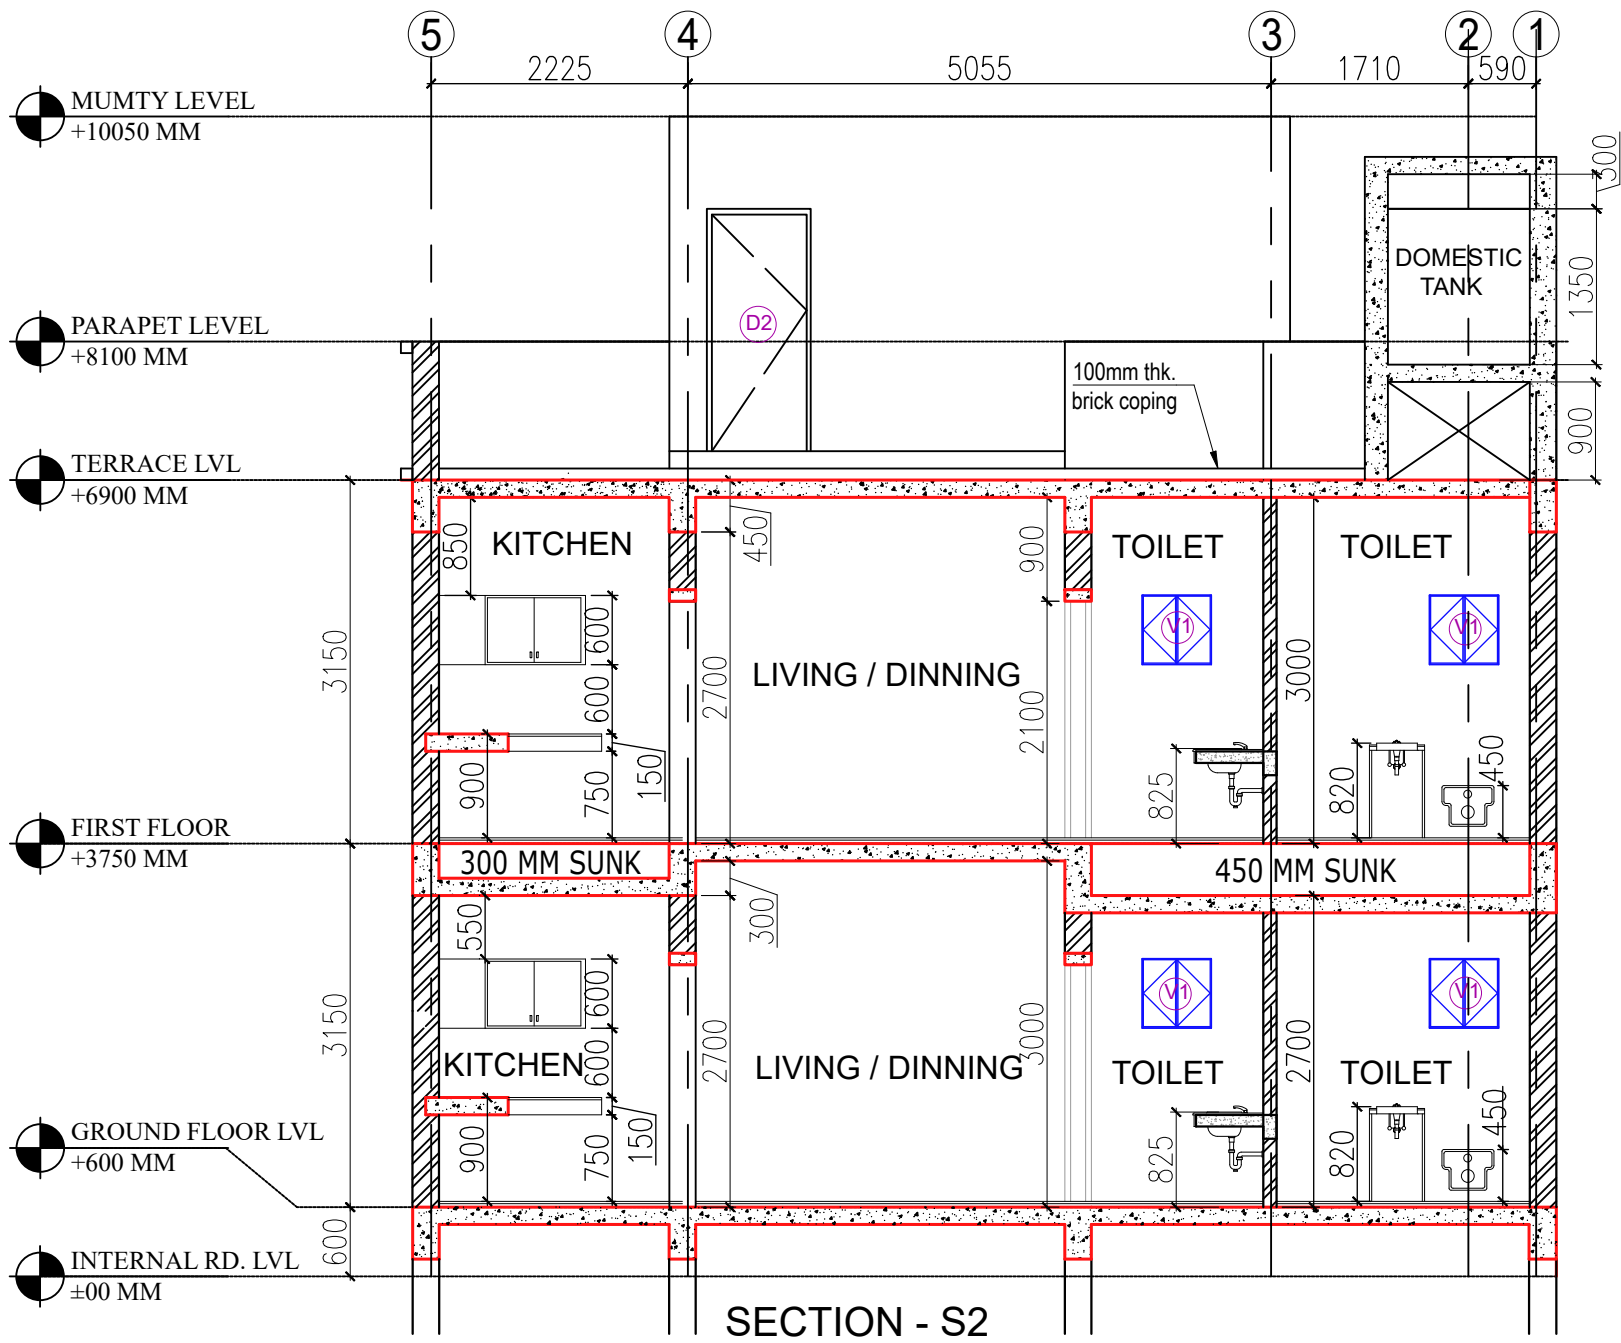 5 4 3 2 1
2225 5055 1710 590
MUMTY LEVEL
+10050 MM
300
DOMESTIC
TANK
1350
D2
PARAPET LEVEL
+8100 MM
100mm thk.
brick coping
900
TERRACE LVL
+6900 MM
850
KITCHEN
450
900
TOILET
TOILET
600
V1
V1
3150
LIVING / DINNING
2700
3000
600
2100
900
750
150
825
820
450
FIRST FLOOR
+3750 MM
300 MM SUNK
450 MM SUNK
550
300
600
V1
V1
3150
2700
3000
2700
KITCHEN
600
LIVING / DINNING
TOILET
TOILET
900
750
150
825
820
450
GROUND FLOOR LVL
+600 MM
600
INTERNAL RD. LVL
±00 MM
SECTION - S2